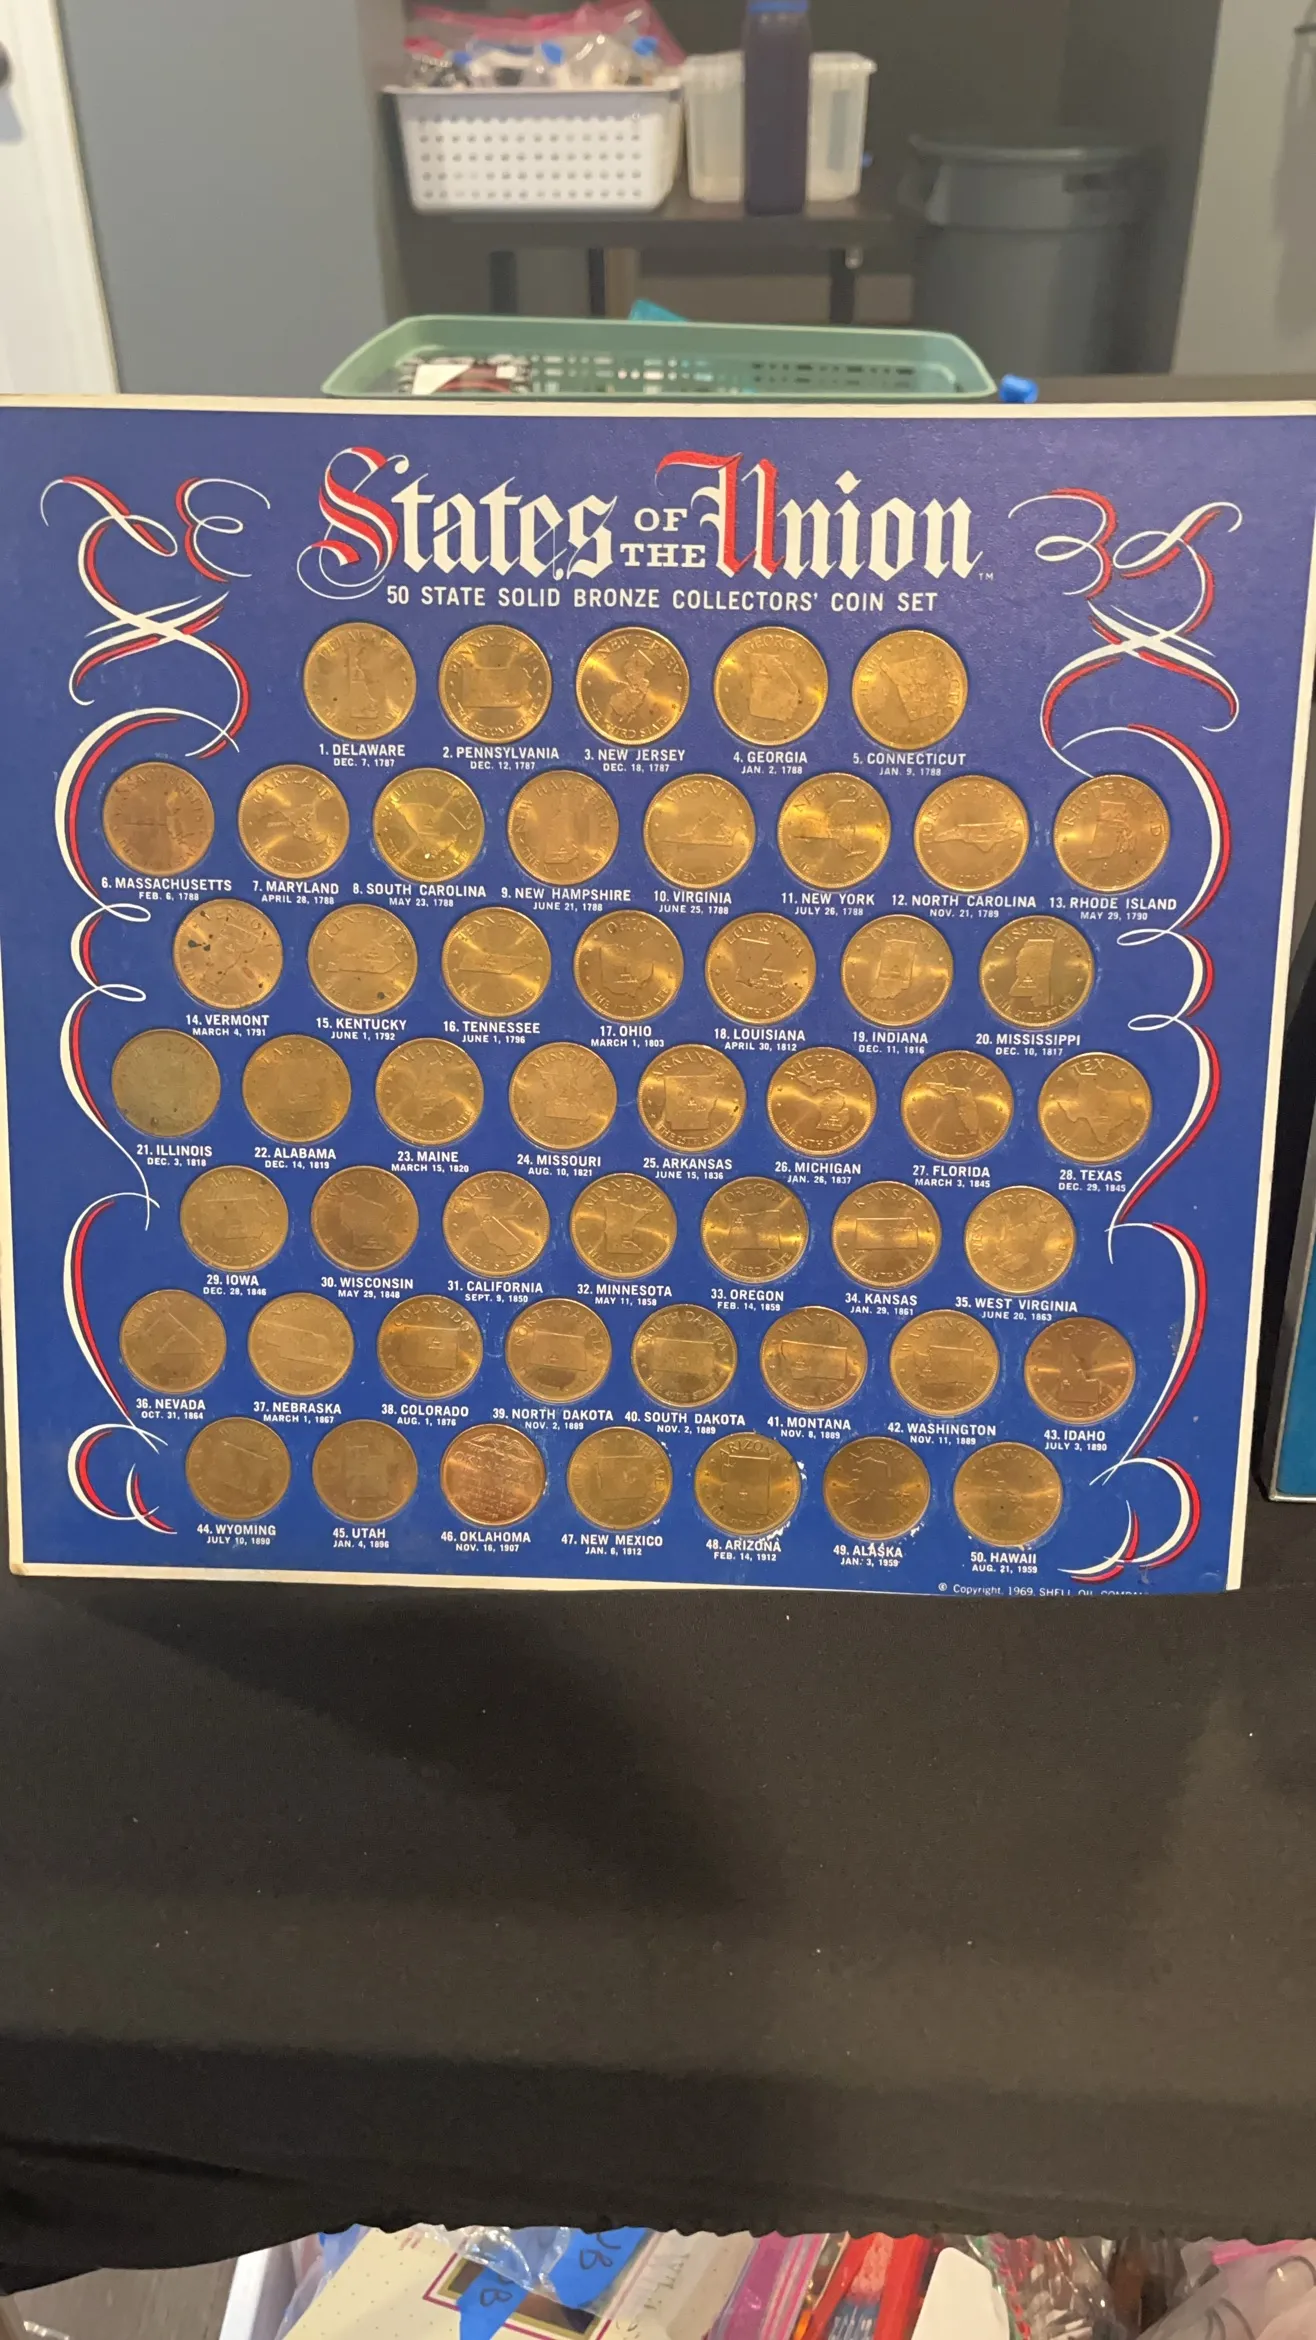 States OF THE Union ™
50 STATE SOLID BRONZE COLLECTORS' COIN SET
1. DELAWARE
DEC. 7, 1787
2. PENNSYLVANIA
DEC. 12, 1787
3. NEW JERSEY
DEC. 18, 1787
4. GEORGIA
JAN. 2, 1788
5. CONNECTICUT
JAN. 9, 1788
6. MASSACHUSETTS
FEB. 6, 1788
7. MARYLAND
APRIL 28, 1788
8. SOUTH CAROLINA
MAY 23, 1788
9. NEW HAMPSHIRE
JUNE 21, 1788
10. VIRGINIA
JUNE 25, 1788
11. NEW YORK
JULY 26, 1788
12. NORTH CAROLINA
NOV. 21, 1789
13. RHODE ISLAND
MAY 29, 1790
14. VERMONT
MARCH 4, 1791
15. KENTUCKY
JUNE 1, 1792
16. TENNESSEE
JUNE 1, 1796
17. OHIO
MARCH 1, 1803
18. LOUISIANA
APRIL 30, 1812
19. INDIANA
DEC. 11, 1816
20. MISSISSIPPI
DEC. 10, 1817
21. ILLINOIS
DEC. 3, 1818
22. ALABAMA
DEC. 14, 1819
23. MAINE
MARCH 15, 1820
24. MISSOURI
AUG. 10, 1821
25. ARKANSAS
JUNE 15, 1836
26. MICHIGAN
JAN. 26, 1837
27. FLORIDA
MARCH 3, 1845
28. TEXAS
DEC. 29, 1845
29. IOWA
DEC. 28, 1846
30. WISCONSIN
MAY 29, 1848
31. CALIFORNIA
SEPT. 9, 1850
32. MINNESOTA
MAY 11, 1858
33. OREGON
FEB. 14, 1859
34. KANSAS
JAN. 29, 1861
35. WEST VIRGINIA
JUNE 20, 1863
36. NEVADA
OCT. 31, 1864
37. NEBRASKA
MARCH 1, 1867
38. COLORADO
AUG. 1, 1876
39. NORTH DAKOTA
NOV. 2, 1889
40. SOUTH DAKOTA
NOV. 2, 1889
41. MONTANA
NOV. 8, 1889
42. WASHINGTON
NOV. 11, 1889
43. IDAHO
JULY 3, 1890
44. WYOMING
JULY 10, 1890
45. UTAH
JAN. 4, 1896
46. OKLAHOMA
NOV. 16, 1907
47. NEW MEXICO
JAN. 6, 1912
48. ARIZONA
FEB. 14, 1912
49. ALASKA
JAN. 3, 1959
50. HAWAII
AUG. 21, 1959
© Copyright, 1969, SHELL OIL